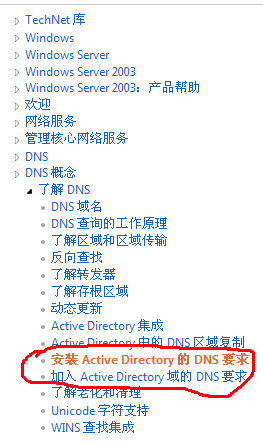 TechNet 库
Windows
Windows Server
Windows Server 2003
Windows Server 2003：产品帮助
欢迎
网络服务
管理核心网络服务
DNS
DNS 概念
了解 DNS
DNS 域名
DNS 查询的工作原理
了解区域和区域传输
反向查找
了解转发器
了解存根区域
动态更新
Active Directory 集成
Active Directory 中的 DNS 区域复制
安装 Active Directory 的 DNS 要求
加入 Active Directory 域的 DNS 要求
了解老化和清理
Unicode 字符支持
WINS 查找集成